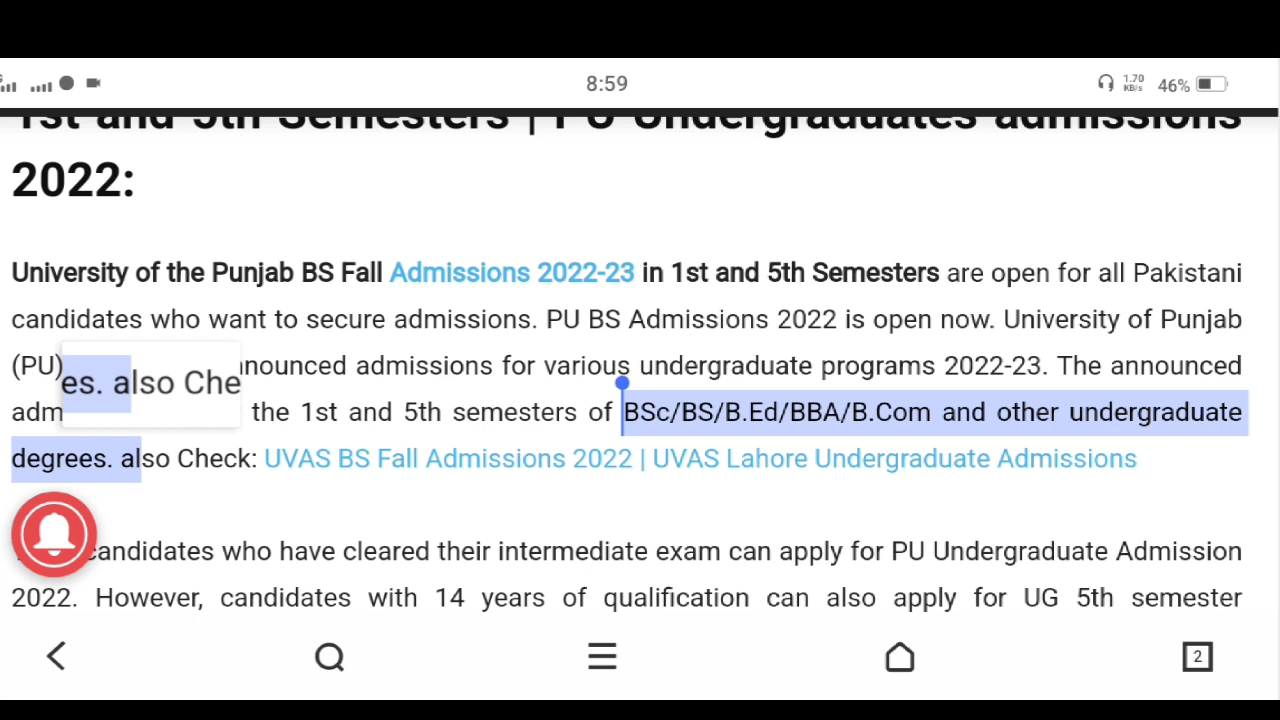 8:59
1.70
KB/s
46%
1st and 5th Semesters | PU Undergraduates admissions
2022:
University of the Punjab BS Fall Admissions 2022-23 in 1st and 5th Semesters are open for all Pakistani
candidates who want to secure admissions. PU BS Admissions 2022 is open now. University of Punjab
(PU) nnounced admissions for various undergraduate programs 2022-23. The announced
es. also Che
adm the 1st and 5th semesters of BSc/BS/B.Ed/BBA/B.Com and other undergraduate
degrees. also Check: UVAS BS Fall Admissions 2022 | UVAS Lahore Undergraduate Admissions
candidates who have cleared their intermediate exam can apply for PU Undergraduate Admission
2022. However, candidates with 14 years of qualification can also apply for UG 5th semester
2